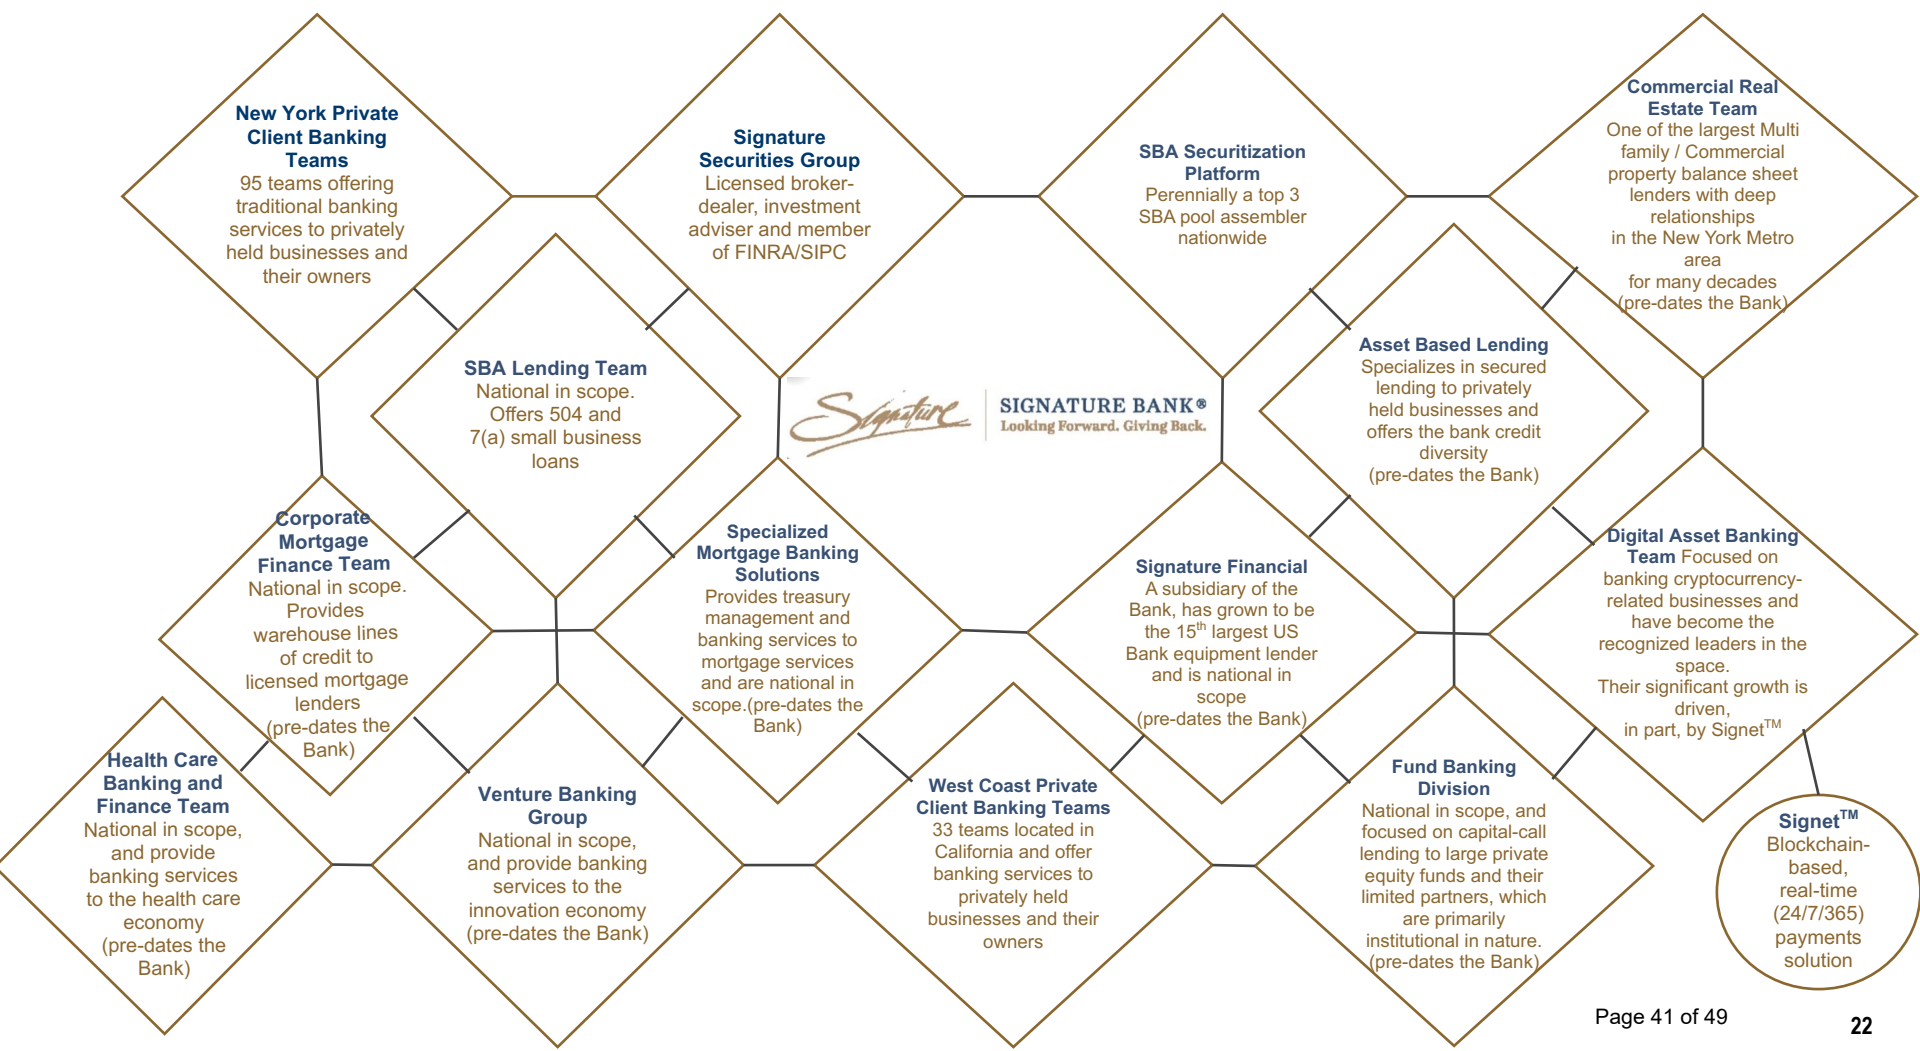 New York Private
Client Banking
Teams
95 teams offering
traditional banking
services to privately
held businesses and
their owners
Signature
Securities Group
Licensed broker-
dealer, investment
adviser and member
of FINRA/SIPC
SBA Securitization
Platform
Perennially a top 3
SBA pool assembler
nationwide
Commercial Real
Estate Team
One of the largest Multi
family / Commercial
property balance sheet
lenders with deep
relationships
in the New York Metro
area
for many decades
(pre-dates the Bank)
SBA Lending Team
National in scope.
Offers 504 and
7(a) small business
loans
Signature
SIGNATURE BANK®
Looking Forward. Giving Back.
Asset Based Lending
Specializes in secured
lending to privately
held businesses and
offers the bank credit
diversity
(pre-dates the Bank)
Corporate
Mortgage
Finance Team
National in scope.
Provides
warehouse lines
of credit to
licensed mortgage
lenders
(pre-dates the
Bank)
Specialized
Mortgage Banking
Solutions
Provides treasury
management and
banking services to
mortgage services
and are national in
scope.(pre-dates the
Bank)
Signature Financial
A subsidiary of the
Bank, has grown to be
the 15th largest US
Bank equipment lender
and is national in
scope
(pre-dates the Bank)
Digital Asset Banking
Team Focused on
banking cryptocurrency-
related businesses and
have become the
recognized leaders in the
space.
Their significant growth is
driven,
in part, by Signet™
Health Care
Banking and
Finance Team
National in scope,
and provide
banking services
to the health care
economy
(pre-dates the
Bank)
Venture Banking
Group
National in scope,
and provide banking
services to the
innovation economy
(pre-dates the Bank)
West Coast Private
Client Banking Teams
33 teams located in
California and offer
banking services to
privately held
businesses and their
owners
Fund Banking
Division
National in scope, and
focused on capital-call
lending to large private
equity funds and their
limited partners, which
are primarily
institutional in nature.
(pre-dates the Bank)
Signet™
Blockchain-
based,
real-time
(24/7/365)
payments
solution
Page 41 of 49
22